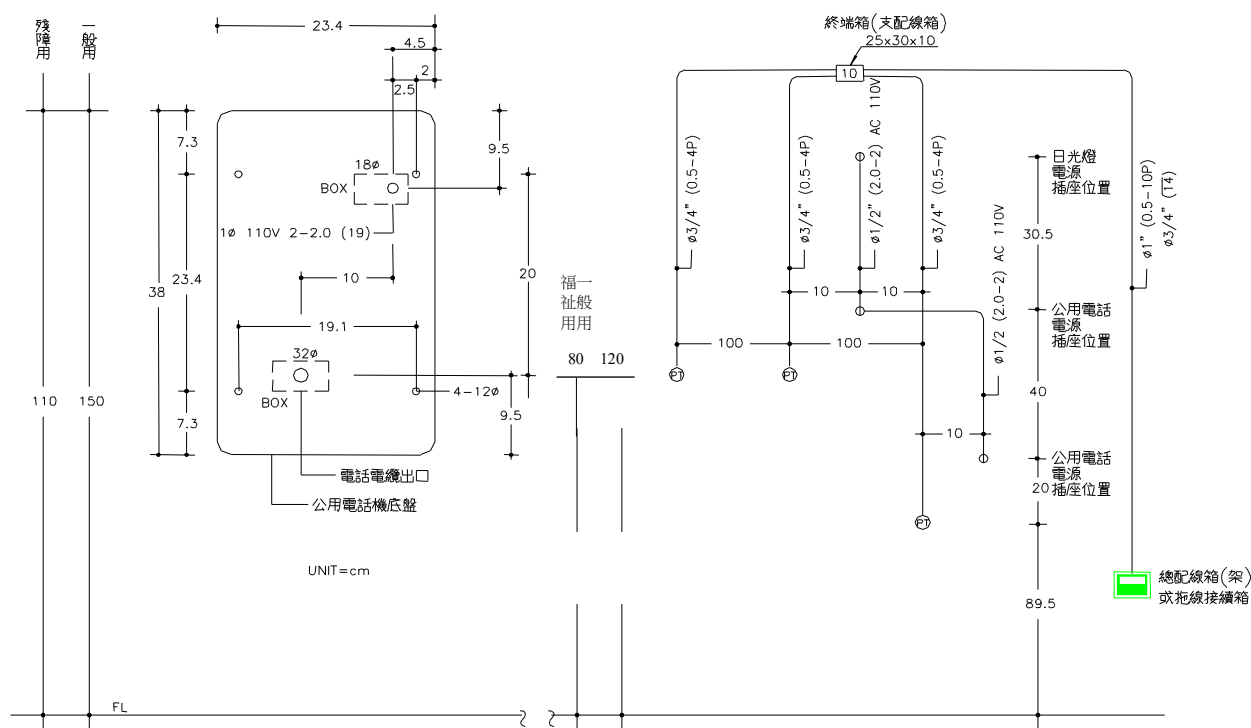 殘障用
一般用
23.4
4.5
2
2.5
7.3
9.5
18ø
BOX
1ø 110V 2-2.0 (19)
10
38
23.4
20
19.1
32ø
BOX
4-12ø
110
150
7.3
9.5
電話電纜出口
公用電話機底盤
UNIT=cm
FL
福祉用
一般用
80
120
終端箱(支配線箱)
25x30x10
10
ø3/4" (0.5-4P)
ø3/4" (0.5-4P)
ø1/2" (2.0-2) AC 110V
ø3/4" (0.5-4P)
ø1/2 (2.0-2) AC 110V
ø1" (0.5-10P)
ø3/4" (14)
10
10
100
100
10
PT
PT
PT
日光燈
電源
插座位置
30.5
公用電話
電源
插座位置
40
公用電話
電源
插座位置
20
89.5
總配線箱(架)
或拖線接續箱